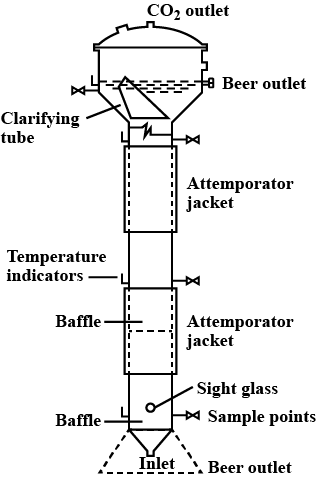 CO₂ outlet
Beer outlet
Clarifying
tube
Attemporator
jacket
Temperature
indicators
Baffle
Attemporator
jacket
Sight glass
Baffle
Sample points
Inlet
Beer outlet